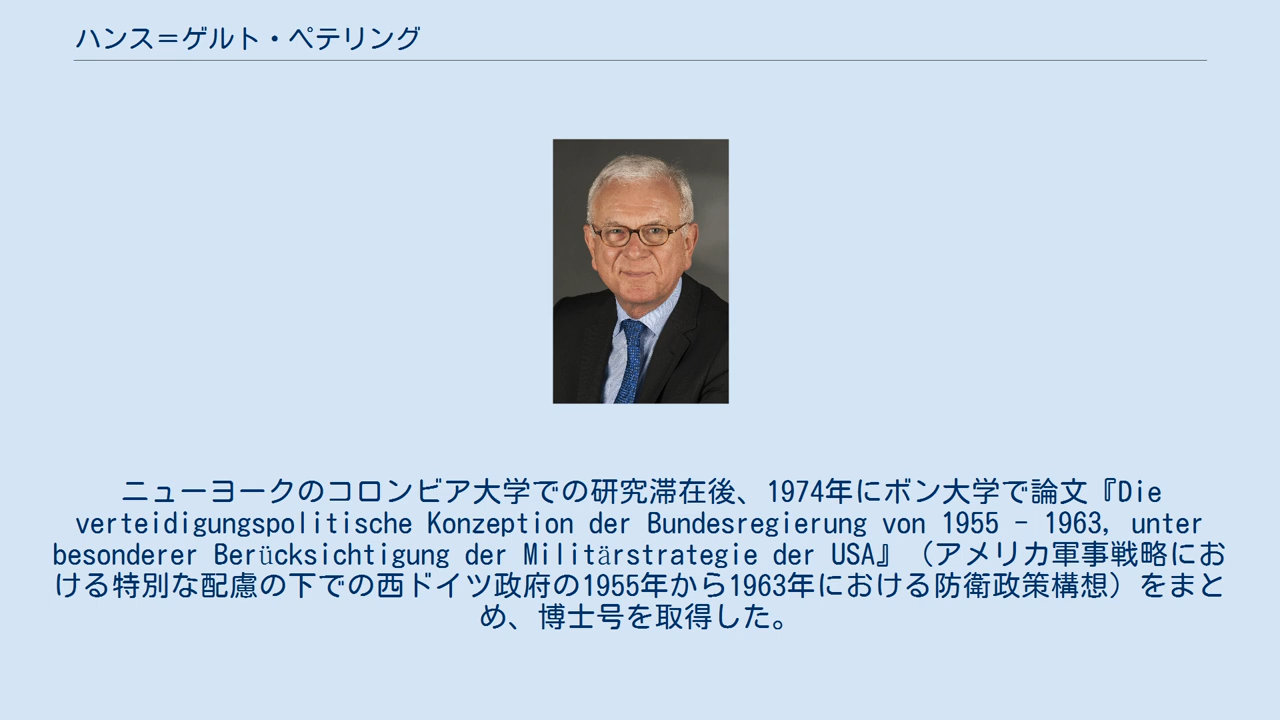 ハンス＝ゲルト・ペテリング
ニューヨークのコロンビア大学での研究滞在後、1974年にボン大学で論文『Die
verteidigungspolitische Konzeption der Bundesregierung von 1955 - 1963, unter
besonderer Berücksichtigung der Militärstrategie der USA』（アメリカ軍事戦略にお
ける特別な配慮の下での西ドイツ政府の1955年から1963年における防衛政策構想）をまと
め、博士号を取得した。